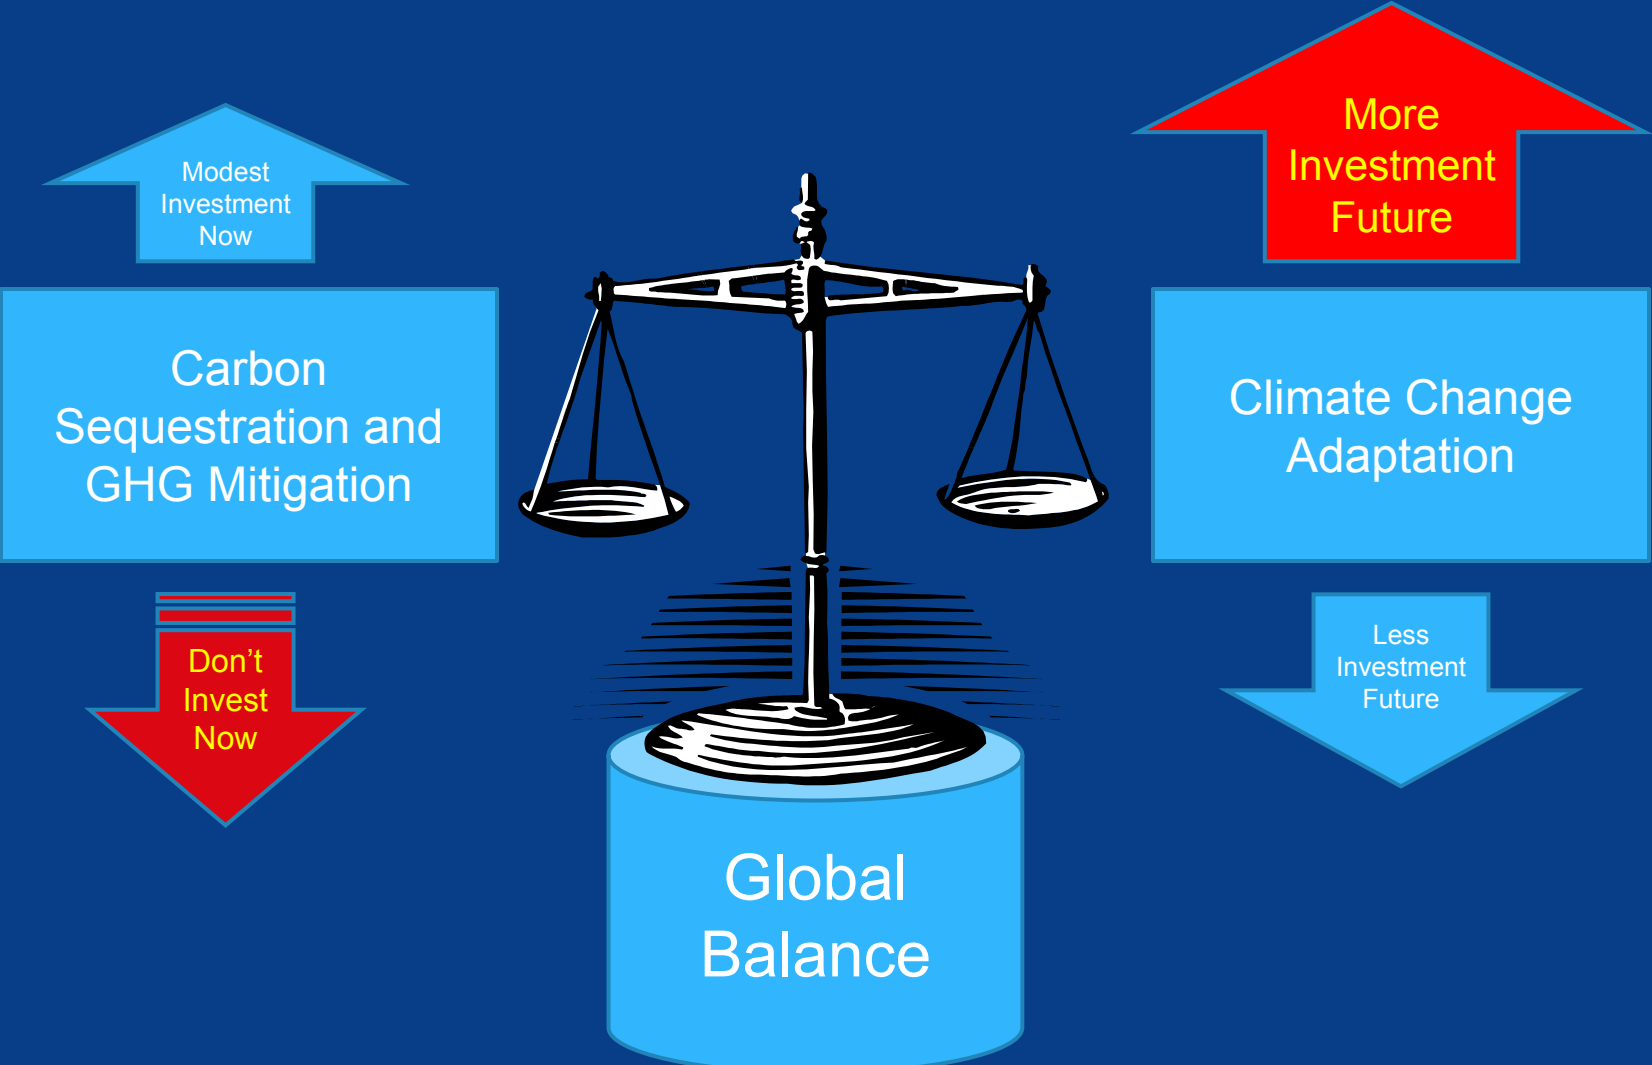 Modest
Investment
Now
Carbon
Sequestration and
GHG Mitigation
Don't
Invest
Now
Global
Balance
More
Investment
Future
Climate Change
Adaptation
Less
Investment
Future